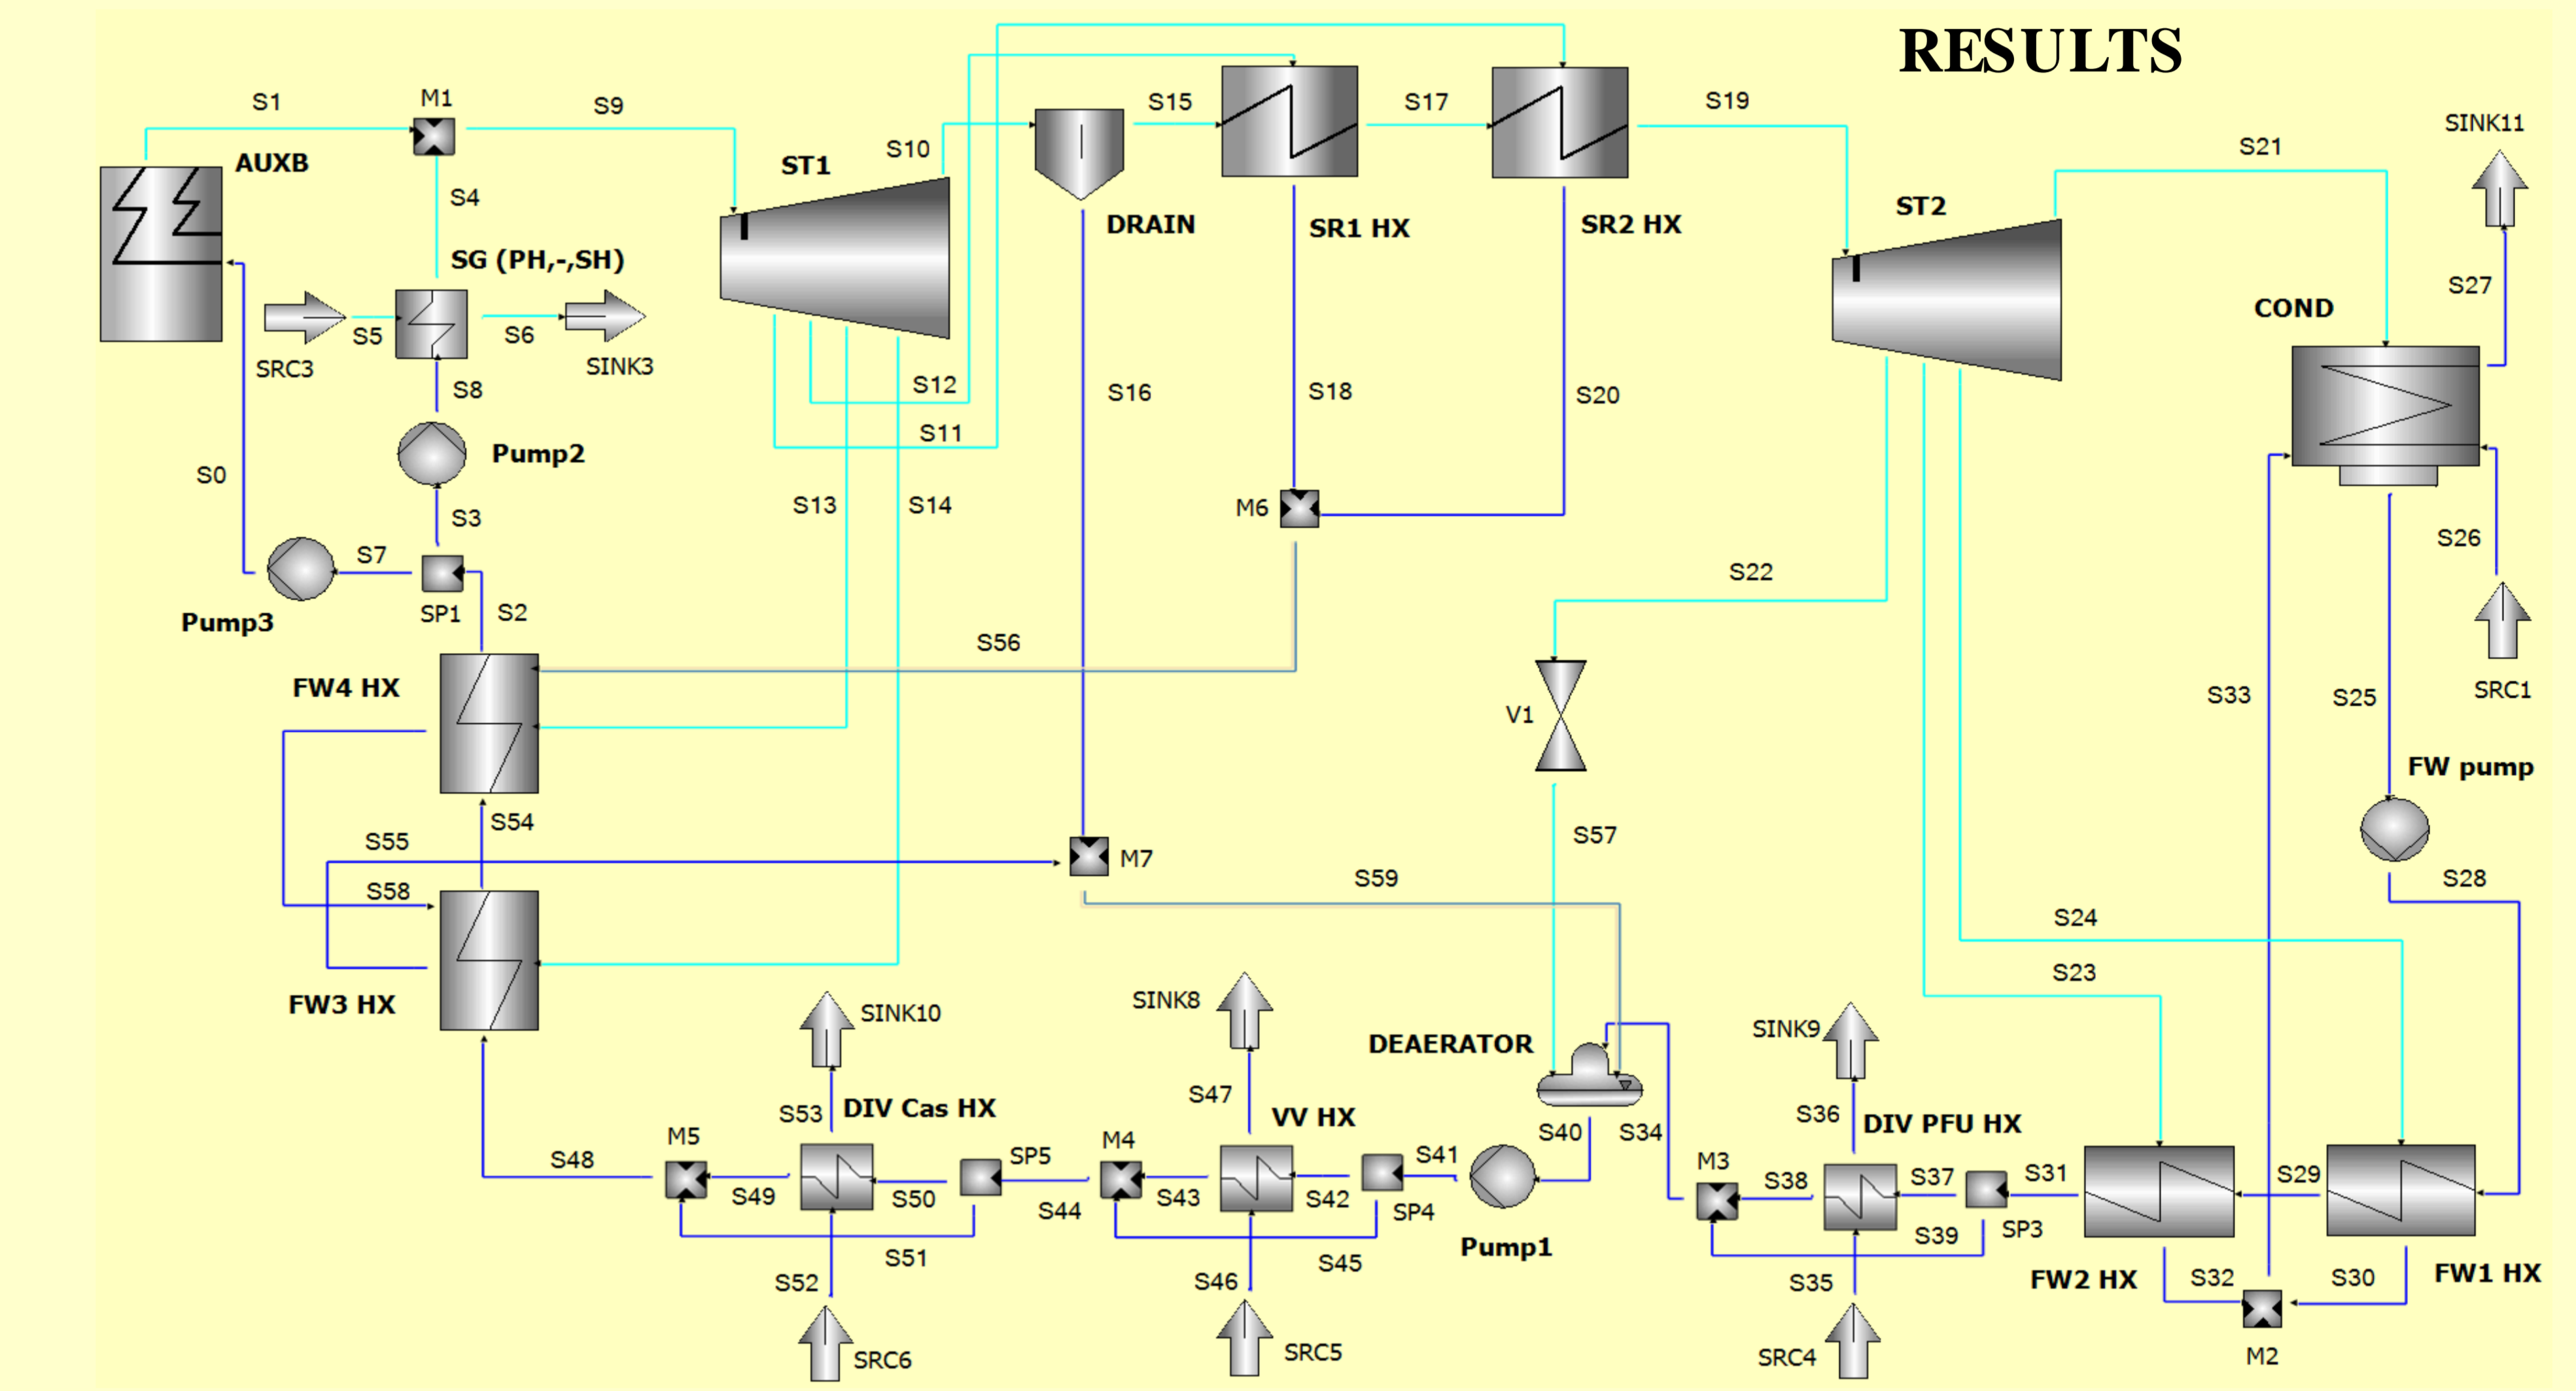 RESULTS
S1
M1
S9
SINK11
AUXB
ST1
S10
S15
S17
S19
S21
S4
DRAIN
SR1 HX
SR2 HX
ST2
SG (PH,-,SH)
S27
COND
S5
S6
SRC3
SINK3
S8
S12
S16
S18
S20
S11
Pump2
S0
S13
S14
M6
S3
S26
S7
S22
Pump3
SP1
S2
S56
FW4 HX
V1
S33
S25
SRC1
FW pump
S54
S55
M7
S57
S58
S59
S28
S24
S23
FW3 HX
SINK10
SINK8
DEAERATOR
SINK9
S53
DIV Cas HX
S47
VV HX
S40
S34
S36
DIV PFU HX
M5
SP5
M4
S41
M3
S48
S49
S50
S44
S43
S42
SP4
S38
S37
S31
S29
S51
S45
Pump1
S39
SP3
S52
S46
S35
FW2 HX
S32
S30
FW1 HX
SRC6
SRC5
SRC4
M2